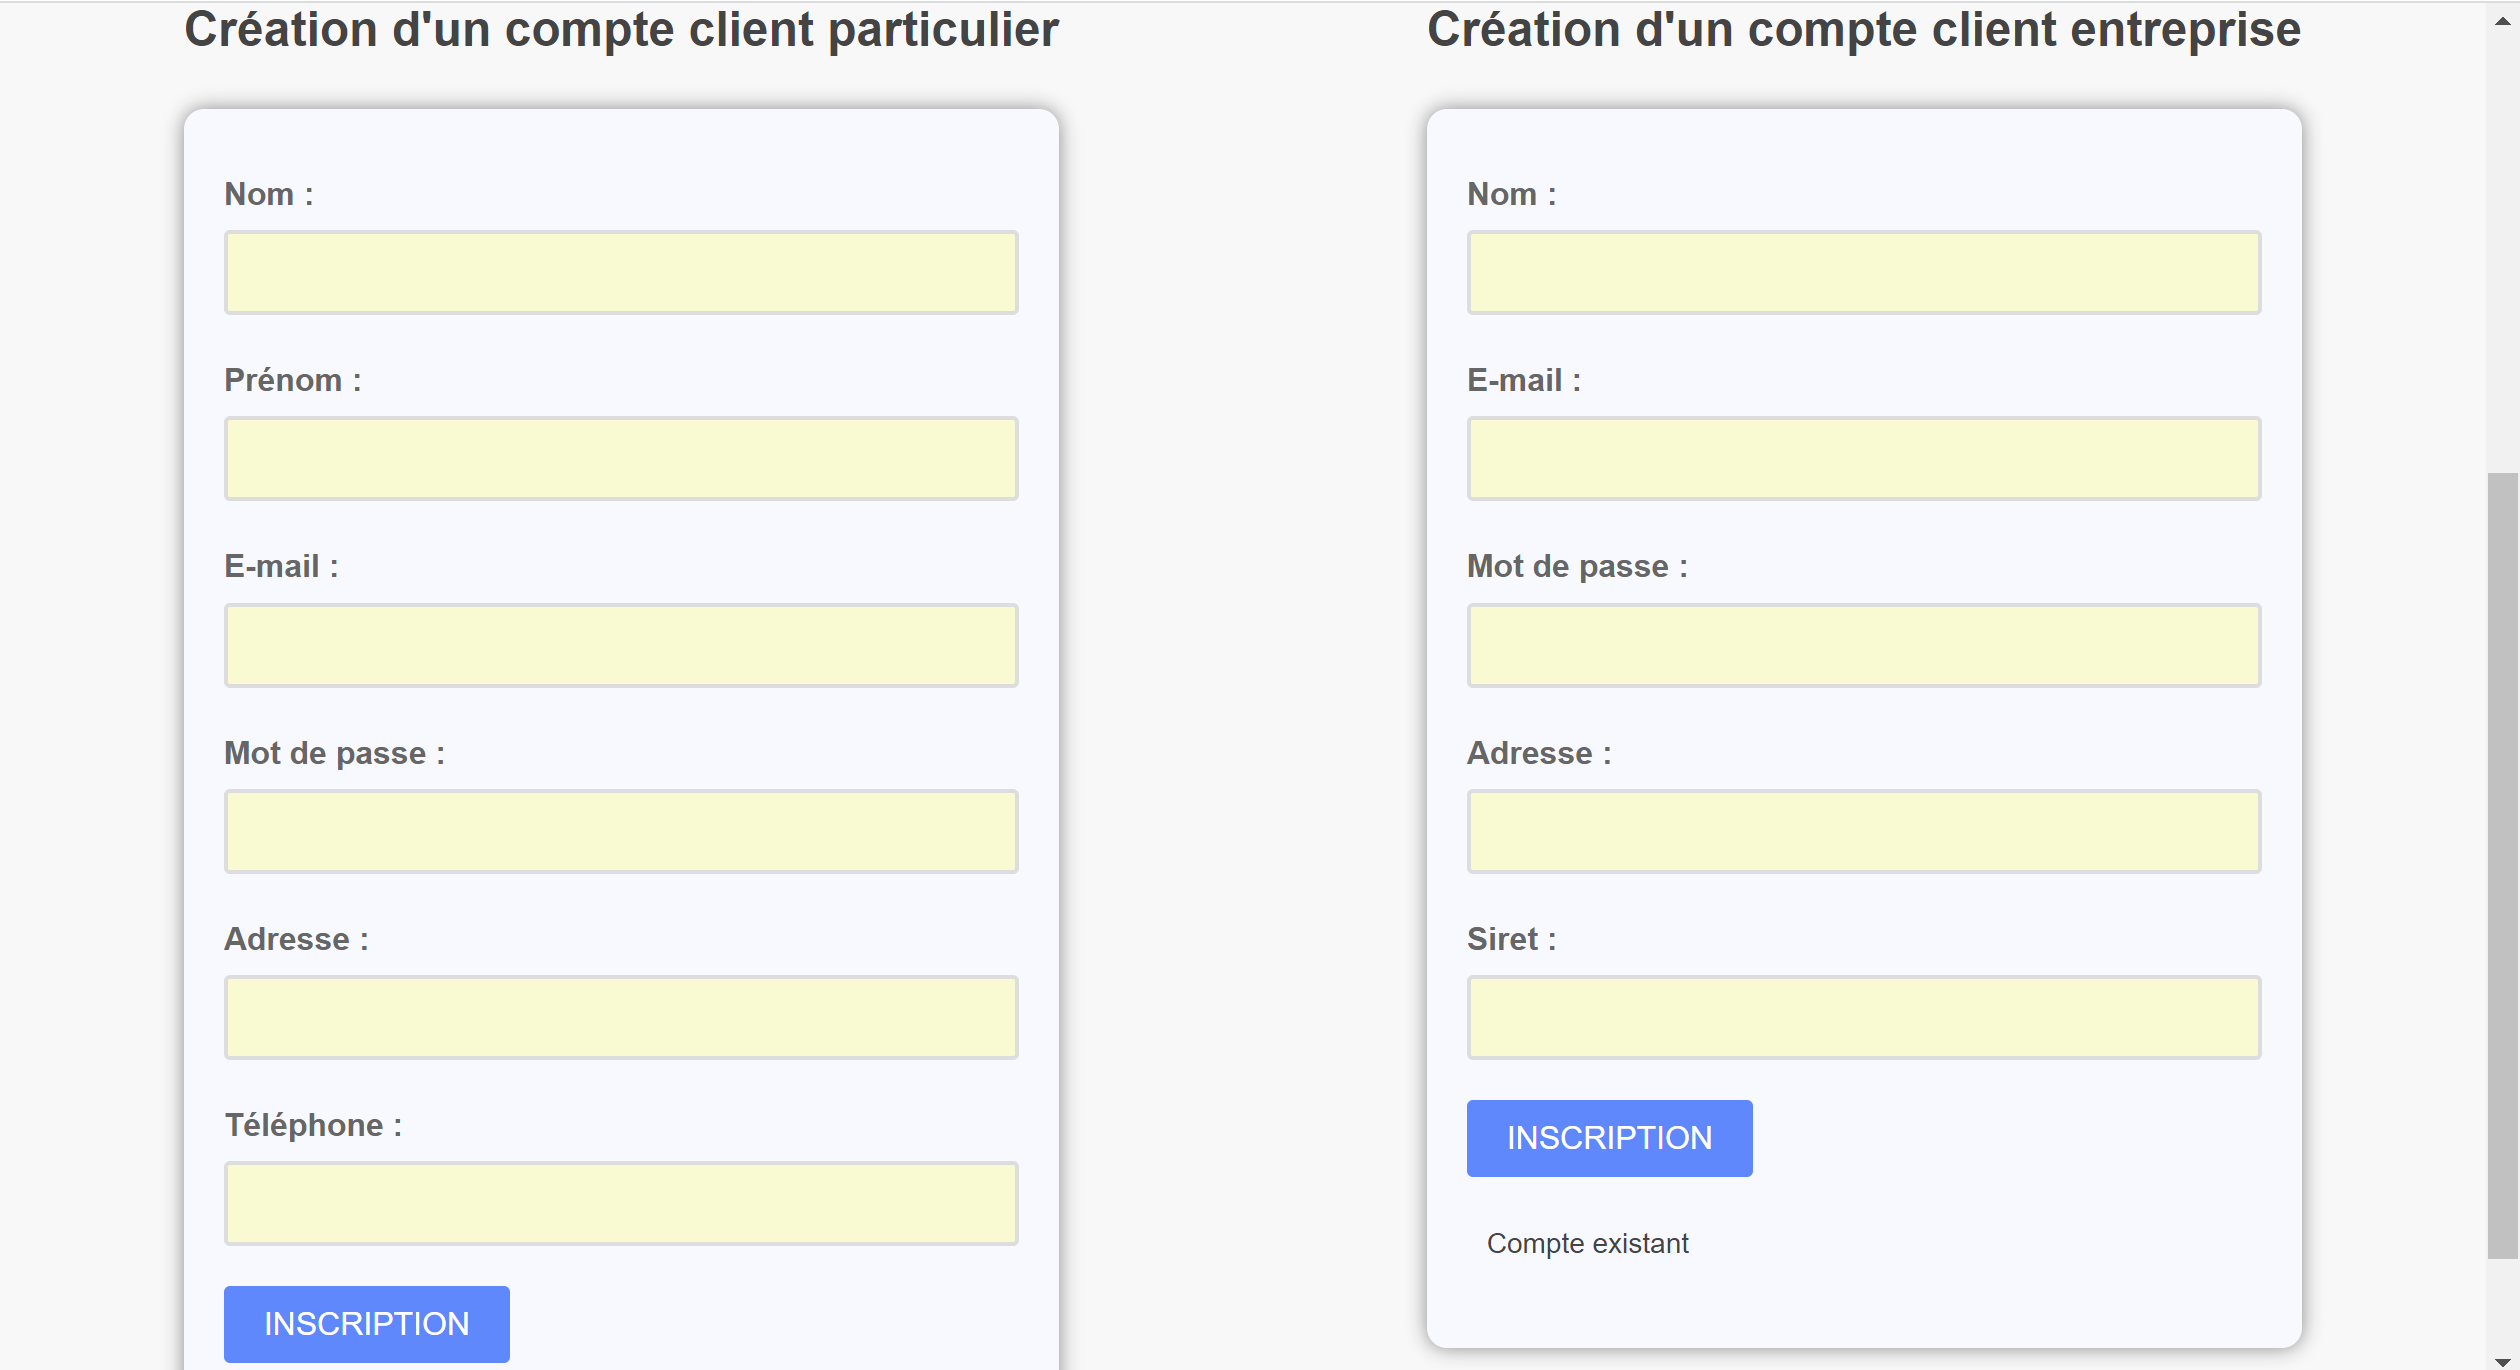 Création d'un compte client particulier
Nom :
Prénom :
E-mail :
Mot de passe :
Adresse :
Téléphone :
INSCRIPTION
Création d'un compte client entreprise
Nom :
E-mail :
Mot de passe :
Adresse :
Siret :
INSCRIPTION
Compte existant